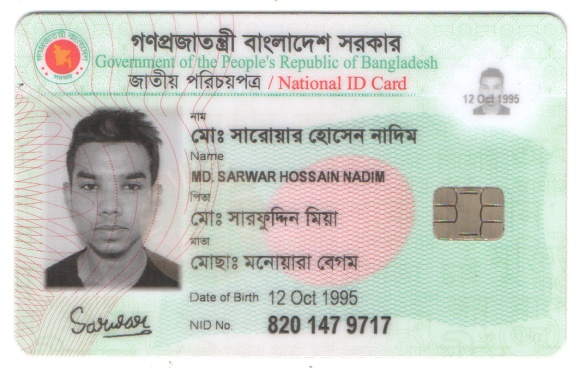 গণপ্রজাতন্ত্রী বাংলাদেশ সরকার
Government of the People's Republic of Bangladesh
জাতীয় পরিচয়পত্র / National ID Card
12 Oct 1995
নাম
মোঃ সারোয়ার হোসেন নাদিম
Name
MD. SARWAR HOSSAIN NADIM
পিতা
মোঃ সারফুদ্দিন মিয়া
মাতা
মোছাঃ মনোয়ারা বেগম
Date of Birth 12 Oct 1995
Sarwar
NID No. 820 147 9717